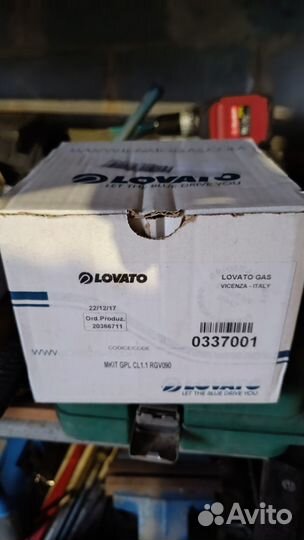 LOVATO
LET THE BLUE DRIVE YOU
LOVATO
LOVATO GAS
VICENZA - ITALY
22/12/17
Ord.Produz.
20366711
CODICE/CODE
0337001
MKIT GPL CL1.1 RGV090
www
LOVATO
LET THE BLUE DRIVE YOU
Avito